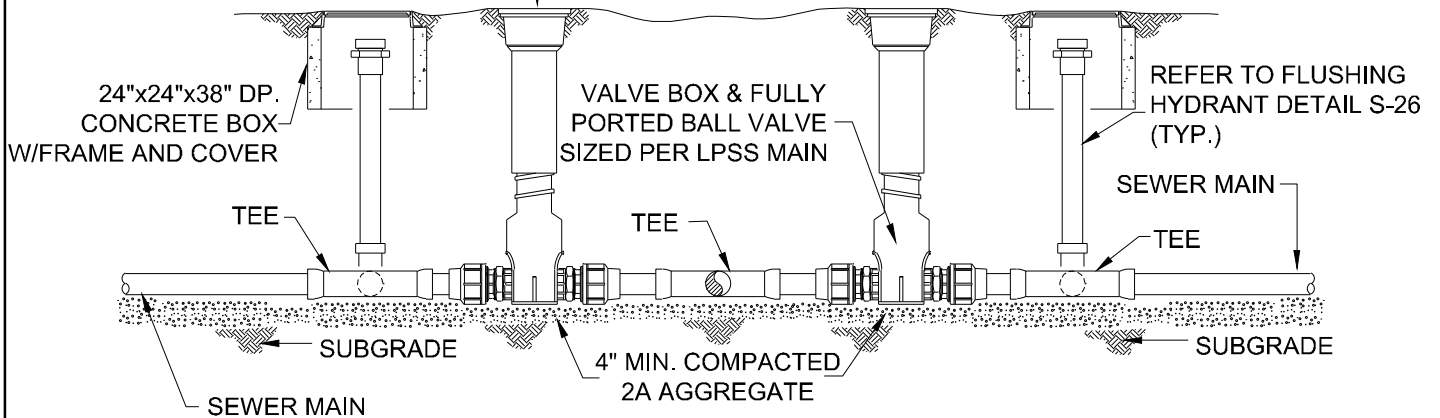 24"x24"x38" DP.
CONCRETE BOX
W/FRAME AND COVER
VALVE BOX & FULLY
PORTED BALL VALVE
SIZED PER LPSS MAIN
REFER TO FLUSHING
HYDRANT DETAIL S-26
(TYP.)
SEWER MAIN
TEE
TEE
TEE
SUBGRADE
4" MIN. COMPACTED
2A AGGREGATE
SUBGRADE
SEWER MAIN